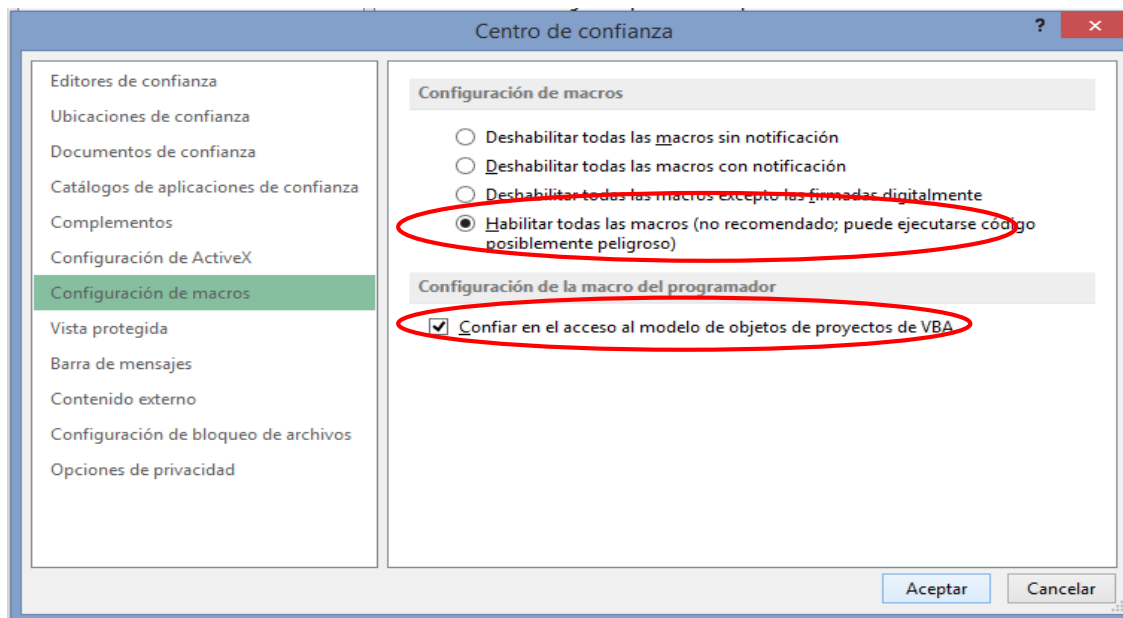 Centro de confianza
?
Editores de confianza
Ubicaciones de confianza
Documentos de confianza
Catálogos de aplicaciones de confianza
Complementos
Configuración de ActiveX
Configuración de macros
Vista protegida
Barra de mensajes
Contenido externo
Configuración de bloqueo de archivos
Opciones de privacidad
Configuración de macros
Deshabilitar todas las macros sin notificación
Deshabilitar todas las macros con notificación
Deshabilitar todas las macros excepto las firmadas digitalmente
Habilitar todas las macros (no recomendado; puede ejecutarse código
posiblemente peligroso)
Configuración de la macro del programador
Confiar en el acceso al modelo de objetos de proyectos de VBA
Aceptar
Cancelar